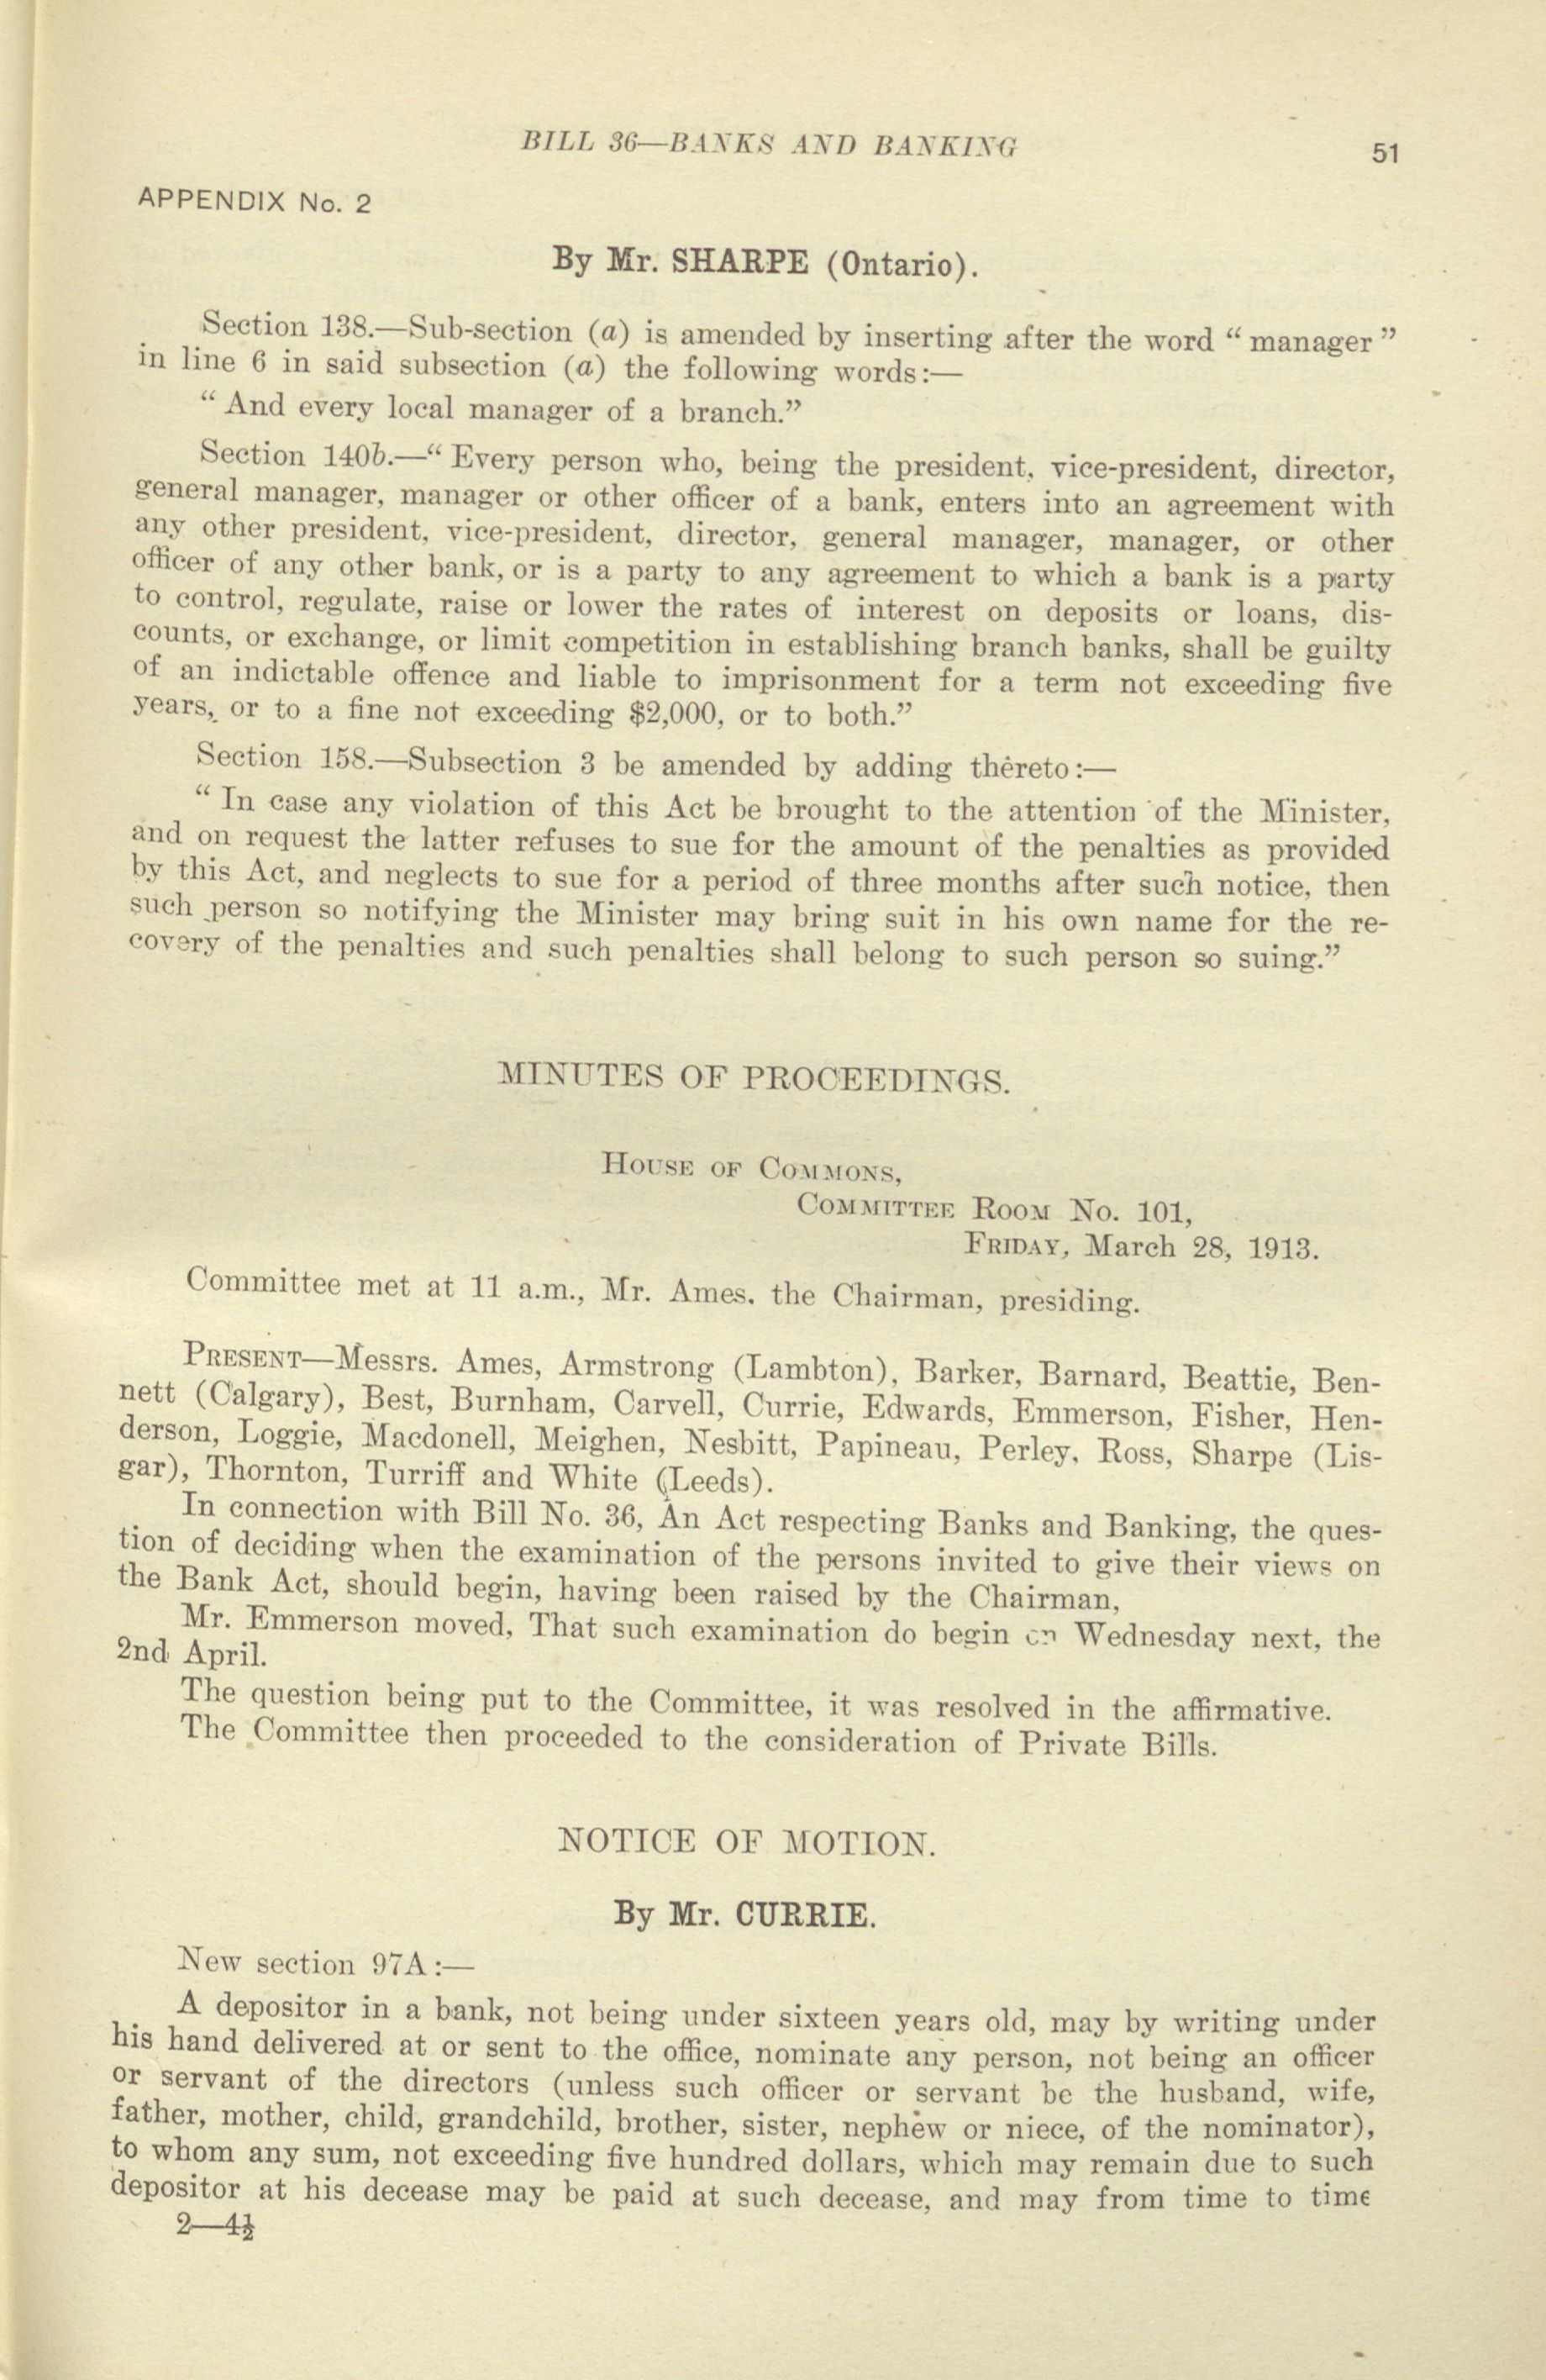 BILL 36—BANKS AND BANKING 51
APPENDIX No. 2
By Mr. SHARPE (Ontario).
Section 138.—Sub-section (a) is amended by inserting after the word “ manager ”
in line 6 in said subsection (a) the following words:—
“ And every local manager of a branch.”
Section 140b.—“ Every person who, being the president, vice-president, director,
general manager, manager or other officer of a bank, enters into an agreement with
any other president, vice-president, director, general manager, manager, or other
officer of any other bank, or is a party to any agreement to which a bank is a party
to control, regulate, raise or lower the rates of interest on deposits or loans, dis-
counts, or exchange, or limit competition in establishing branch banks, shall be guilty
of an indictable offence and liable to imprisonment for a term not exceeding five
years, or to a fine not exceeding $2,000, or to both.”
Section 158.—Subsection 3 be amended by adding thereto:—
“ In case any violation of this Act be brought to the attention of the Minister,
and on request the latter refuses to sue for the amount of the penalties as provided
by this Act, and neglects to sue for a period of three months after such notice, then
such person so notifying the Minister may bring suit in his own name for the re-
covery of the penalties and such penalties shall belong to such person so suing.”
MINUTES OF PROCEEDINGS.
HOUSE OF COMMONS,
COMMITTEE ROOM No. 101,
FRIDAY, March 28, 1913.
Committee met at 11 a.m., Mr. Ames. the Chairman, presiding.
PRESENT—Messrs. Ames, Armstrong (Lambton), Barker, Barnard, Beattie, Ben-
nett (Calgary), Best, Burnham, Carvell, Currie, Edwards, Emmerson, Fisher, Hen-
derson, Loggie, Macdonell, Meighen, Nesbitt, Papineau, Perley, Ross, Sharpe (Lis-
gar), Thornton, Turriff and White (Leeds).
In connection with Bill No. 36, An Act respecting Banks and Banking, the ques-
tion of deciding when the examination of the persons invited to give their views on
the Bank Act, should begin, having been raised by the Chairman,
Mr. Emmerson moved, That such examination do begin on Wednesday next, the
2nd April.
The question being put to the Committee, it was resolved in the affirmative.
The Committee then proceeded to the consideration of Private Bills.
NOTICE OF MOTION.
By Mr. CURRIE.
New section 97A:—
A depositor in a bank, not being under sixteen years old, may by writing under
his hand delivered at or sent to the office, nominate any person, not being an officer
or servant of the directors (unless such officer or servant be the husband, wife,
father, mother, child, grandchild, brother, sister, nephew or niece, of the nominator),
to whom any sum, not exceeding five hundred dollars, which may remain due to such
depositor at his decease may be paid at such decease, and may from time to time
2—4½